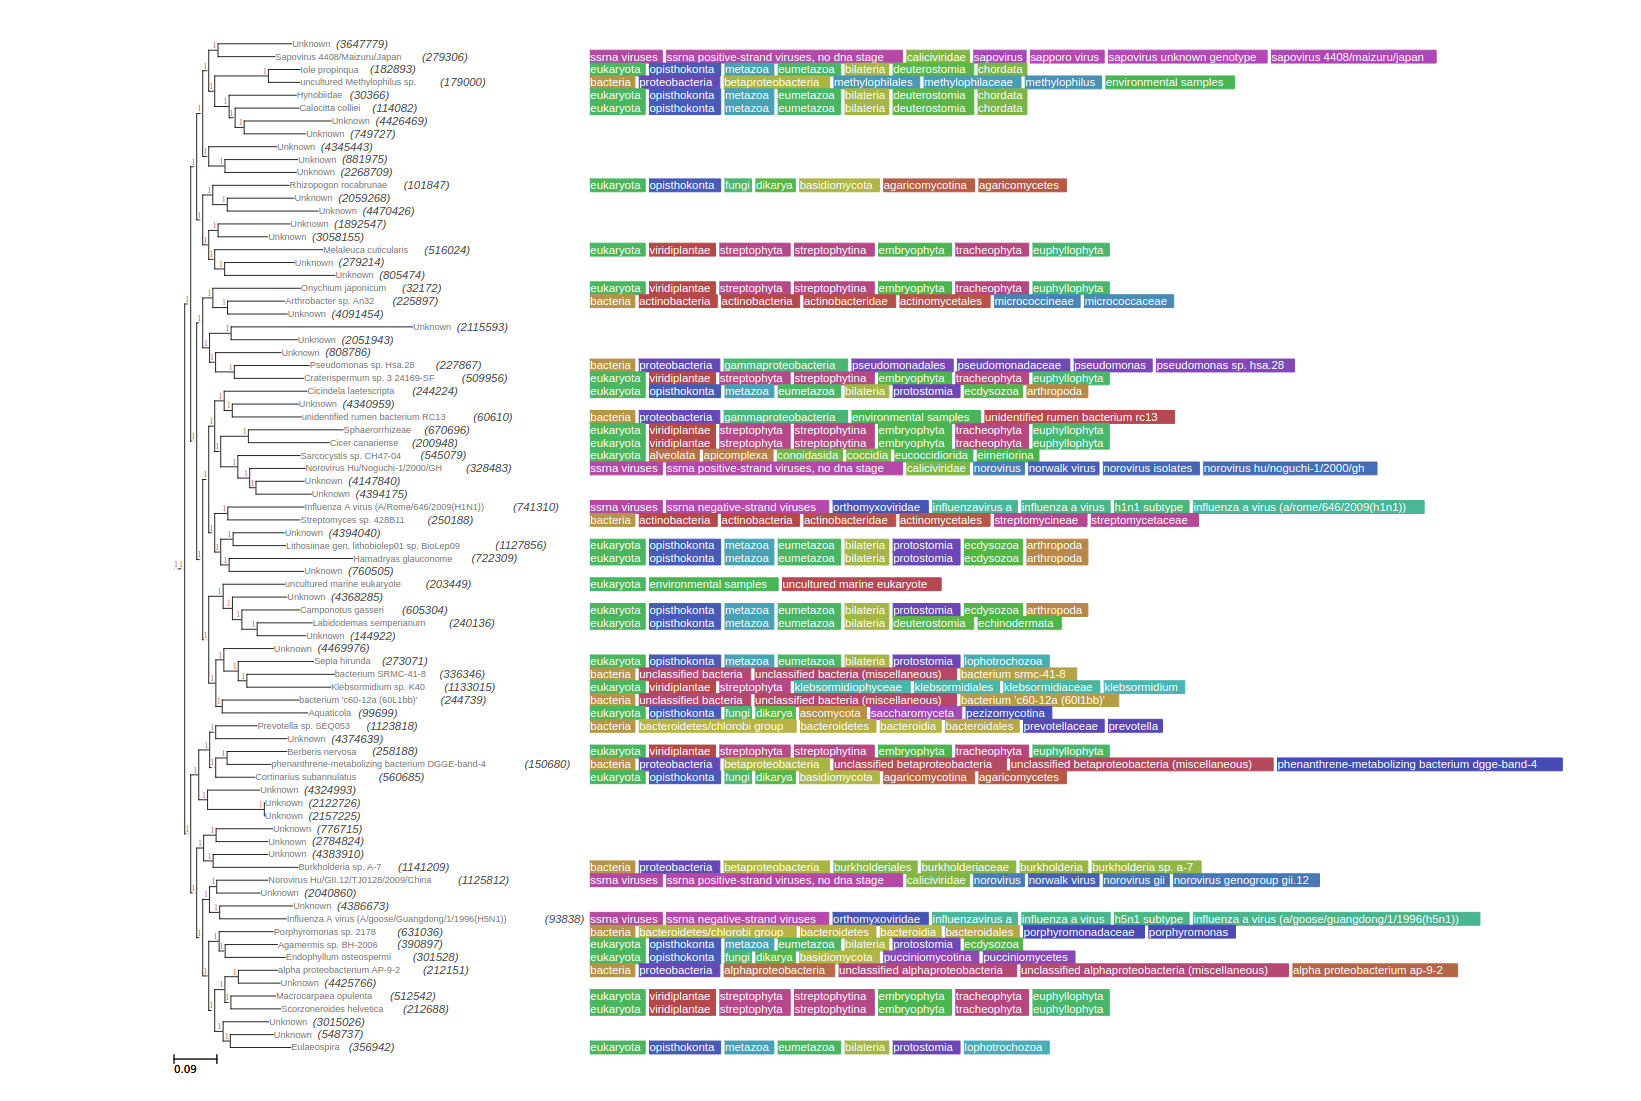 Unknown (3647779)
Sapovirus 4408/Maizuru/Japan (279306) ssrna viruses ssrna positive-strand viruses, no dna stage caliciviridae sapovirus sapporo virus sapovirus unknown genotype sapovirus 4408/maizuru/japan
Iole propinqua (182893) eukaryota opisthokonta metazoa eumetazoa bilateria deuterostomia chordata
uncultured Methylophilus sp. (179000) bacteria proteobacteria betaproteobacteria methylophilales methylophilaceae methylophilus environmental samples
Hynobiidae (30366) eukaryota opisthokonta metazoa eumetazoa bilateria deuterostomia chordata
Calocitta colliei (114082) eukaryota opisthokonta metazoa eumetazoa bilateria deuterostomia chordata
Unknown (4426469)
Unknown (749727)
Unknown (4345443)
Unknown (881975)
Unknown (2268709)
Rhizopogon rocabrunae (101847) eukaryota opisthokonta fungi dikarya basidiomycota agaricomycotina agaricomycetes
Unknown (2059268)
Unknown (4470426)
Unknown (1892547)
Unknown (3058155)
Melaleuca cuticularis (516024) eukaryota viridiplantae streptophyta streptophytina embryophyta tracheophyta euphyllophyta
Unknown (279214)
Unknown (805474)
Onychium japonicum (32172) eukaryota viridiplantae streptophyta streptophytina embryophyta tracheophyta euphyllophyta
Arthrobacter sp. An32 (225897) bacteria actinobacteria actinobacteria actinobacteridae actinomycetales micrococcineae micrococcaceae
Unknown (4091454)
Unknown (2115593)
Unknown (2051943)
Unknown (808786)
Pseudomonas sp. Hsa.28 (227867) bacteria proteobacteria gammaproteobacteria pseudomonadales pseudomonadaceae pseudomonas pseudomonas sp. hsa.28
Craterispermum sp. 3 24169-SF (509956) eukaryota viridiplantae streptophyta streptophytina embryophyta tracheophyta euphyllophyta
Cicindela laetescripta (244224) eukaryota opisthokonta metazoa eumetazoa bilateria protostomia ecdysozoa arthropoda
Unknown (4340959)
unidentified rumen bacterium RC13 (60610) bacteria proteobacteria gammaproteobacteria environmental samples unidentified rumen bacterium rc13
Sphaerorrhizeae (670696) eukaryota viridiplantae streptophyta streptophytina embryophyta tracheophyta euphyllophyta
Cicer canariense (200948) eukaryota viridiplantae streptophyta streptophytina embryophyta tracheophyta euphyllophyta
Sarcocystis sp. CH47-04 (545079) eukaryota alveolata apicomplexa conoidasida coccidia eucoccidiorida eimeriorina
Norovirus Hu/Noguchi-1/2000/GH (328483) ssrna viruses ssrna positive-strand viruses, no dna stage caliciviridae norovirus norwalk virus norovirus isolates norovirus hu/noguchi-1/2000/gh
Unknown (4147840)
Unknown (4394175)
Influenza A virus (A/Rome/646/2009(H1N1)) (741310) ssrna viruses ssrna negative-strand viruses orthomyxoviridae influenzavirus a influenza a virus h1n1 subtype influenza a virus (a/rome/646/2009(h1n1))
Streptomyces sp. 428B11 (250188) bacteria actinobacteria actinobacteria actinobacteridae actinomycetales streptomycineae streptomycetaceae
Unknown (4394040)
Lithosiinae gen. lithobiolep01 sp. BioLep09 (1127856) eukaryota opisthokonta metazoa eumetazoa bilateria protostomia ecdysozoa arthropoda
Hamadryas glauconome (722309) eukaryota opisthokonta metazoa eumetazoa bilateria protostomia ecdysozoa arthropoda
Unknown (760505)
uncultured marine eukaryote (203449) eukaryota environmental samples uncultured marine eukaryote
Unknown (4368285)
Camponotus gasseri (605304) eukaryota opisthokonta metazoa eumetazoa bilateria protostomia ecdysozoa arthropoda
Labidodemas semperianum (240136) eukaryota opisthokonta metazoa eumetazoa bilateria deuterostomia echinodermata
Unknown (144922)
Unknown (4469976)
Sepia hirunda (273071) eukaryota opisthokonta metazoa eumetazoa bilateria protostomia lophotrochozoa
bacterium SRMC-41-8 (336346) bacteria unclassified bacteria unclassified bacteria (miscellaneous) bacterium srmc-41-8
Klebsormidium sp. K40 (1133015) eukaryota viridiplantae streptophyta klebsormidiophyceae klebsormidiales klebsormidiaceae klebsormidium
bacterium 'c60-12a (60L1bb)' (244739) bacteria unclassified bacteria unclassified bacteria (miscellaneous) bacterium 'c60-12a (60l1bb)'
Aquaticola (99699) eukaryota opisthokonta fungi dikarya ascomycota saccharomyceta pezizomycotina
Prevotella sp. SEQ053 (1123818) bacteria bacteroidetes/chlorobi group bacteroidetes bacteroidia bacteroidales prevotellaceae prevotella
Unknown (4374639)
Berberis nervosa (258188) eukaryota viridiplantae streptophyta streptophytina embryophyta tracheophyta euphyllophyta
phenanthrene-metabolizing bacterium DGGE-band-4 (150680) bacteria proteobacteria betaproteobacteria unclassified betaproteobacteria unclassified betaproteobacteria (miscellaneous) phenanthrene-metabolizing bacterium dgge-band-4
Cortinarius subannulatus (560685) eukaryota opisthokonta fungi dikarya basidiomycota agaricomycotina agaricomycetes
Unknown (4324993)
Unknown (2122726)
Unknown (2157225)
Unknown (776715)
Unknown (2784824)
Unknown (4383910)
Burkholderia sp. A-7 (1141209) bacteria proteobacteria betaproteobacteria burkholderiales burkholderiaceae burkholderia burkholderia sp. a-7
Norovirus Hu/GII.12/TJ0128/2009/China (1125812) ssrna viruses ssrna positive-strand viruses, no dna stage caliciviridae norovirus norwalk virus norovirus gii norovirus genogroup gii.12
Unknown (2040860)
Unknown (4386673)
Influenza A virus (A/goose/Guangdong/1/1996(H5N1)) (93838) ssrna viruses ssrna negative-strand viruses orthomyxoviridae influenzavirus a influenza a virus h5n1 subtype influenza a virus (a/goose/guangdong/1/1996(h5n1))
Porphyromonas sp. 2178 (631036) bacteria bacteroidetes/chlorobi group bacteroidetes bacteroidia bacteroidales porphyromonadaceae porphyromonas
Agamermis sp. BH-2006 (390897) eukaryota opisthokonta metazoa eumetazoa bilateria protostomia ecdysozoa
Endophyllum osteospermi (301528) eukaryota opisthokonta fungi dikarya basidiomycota pucciniomycotina pucciniomycetes
alpha proteobacterium AP-9-2 (212151) bacteria proteobacteria alphaproteobacteria unclassified alphaproteobacteria unclassified alphaproteobacteria (miscellaneous) alpha proteobacterium ap-9-2
Unknown (4425766)
Macrocarpaea opulenta (512542) eukaryota viridiplantae streptophyta streptophytina embryophyta tracheophyta euphyllophyta
Scorzoneroides helvetica (212688) eukaryota viridiplantae streptophyta streptophytina embryophyta tracheophyta euphyllophyta
Unknown (3015026)
Unknown (548737)
Eulaeospira (356942) eukaryota opisthokonta metazoa eumetazoa bilateria protostomia lophotrochozoa
0.09